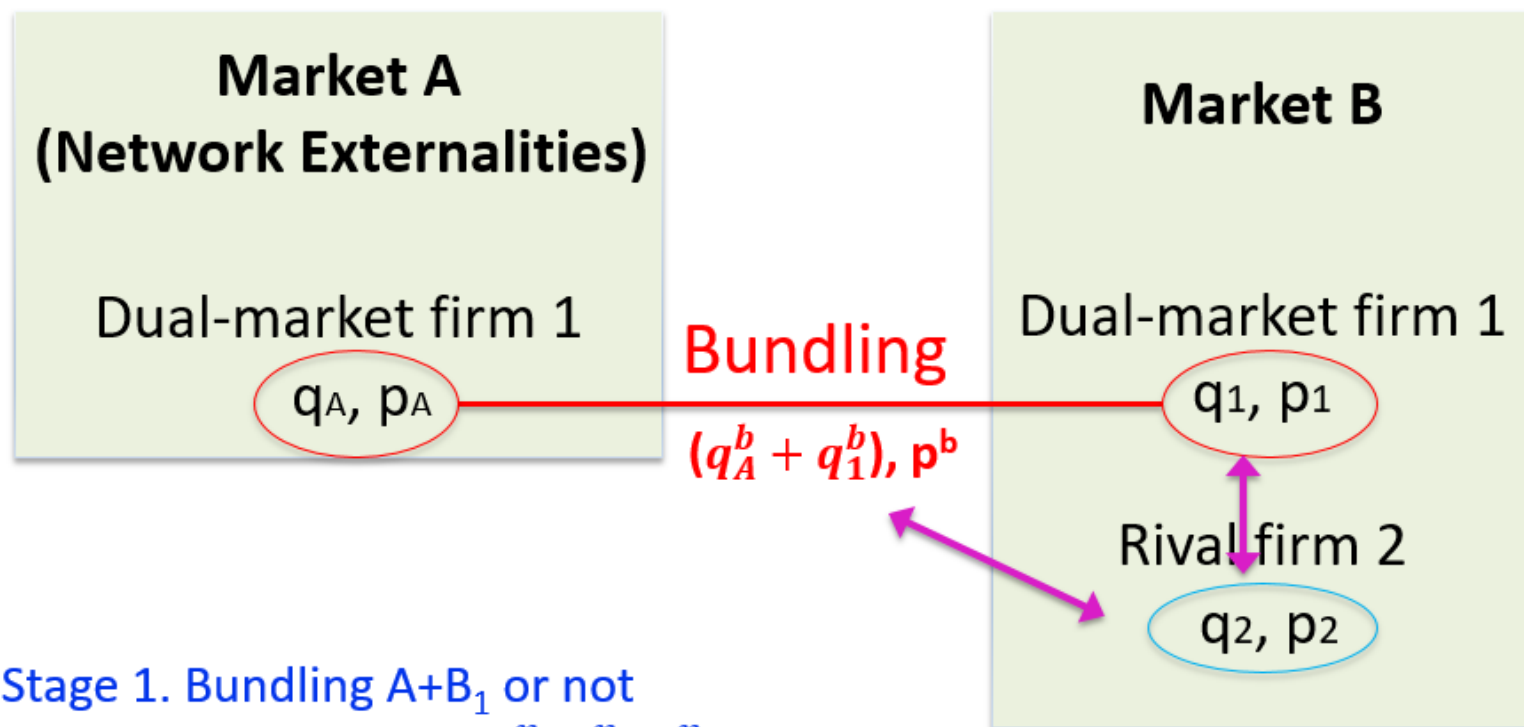 Market A
(Network Externalities)
Dual-market firm 1
qA, pA
Bundling
(q_A^b + q_1^b), p^b
Market B
Dual-market firm 1
q1, p1
Rival firm 2
q2, p2
Stage 1. Bundling A+B₁ or not